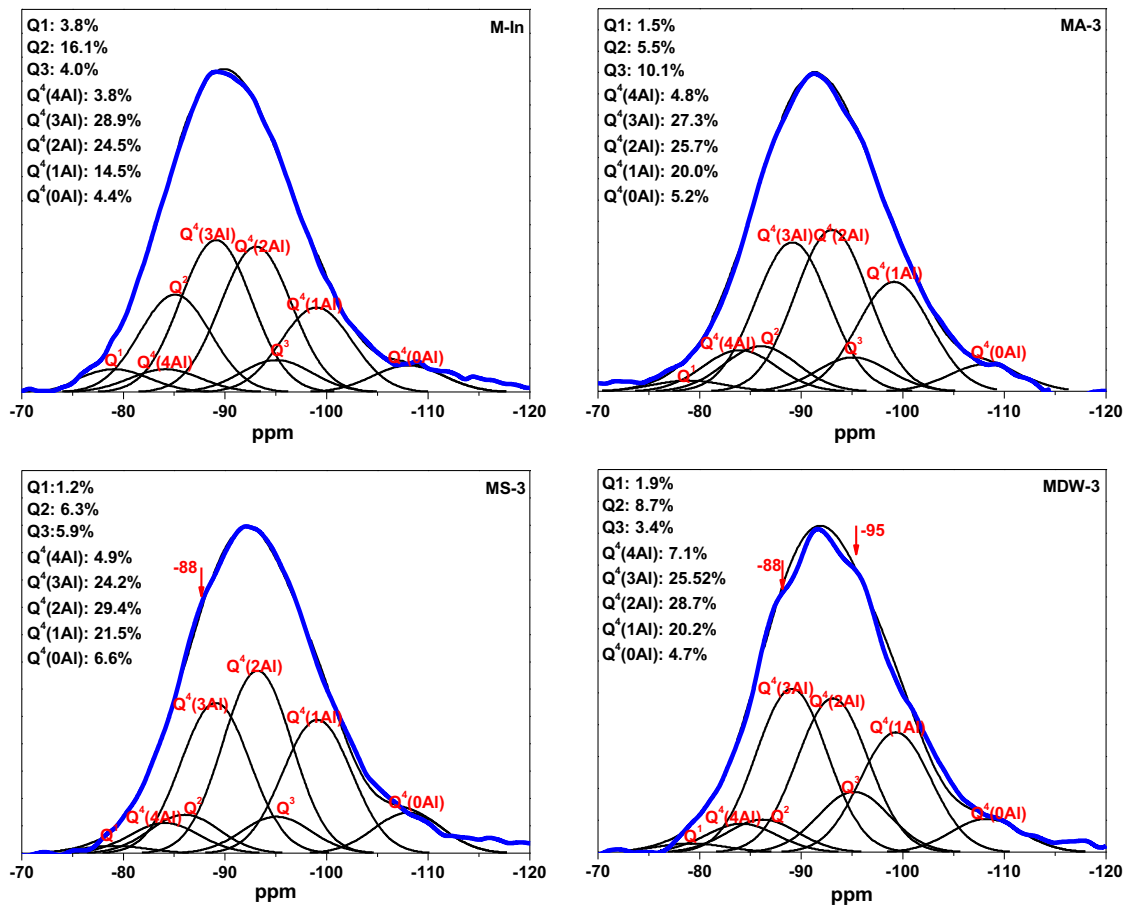 Q1: 3.8%
M-In
Q2: 16.1%
Q3: 4.0%
Q⁴(4Al): 3.8%
Q⁴(3Al): 28.9%
Q⁴(2Al): 24.5%
Q⁴(1Al): 14.5%
Q⁴(0Al): 4.4%
Q⁴(3Al)
Q⁴(2Al)
Q²
Q⁴(1Al)
Q¹
Q⁴(4Al)
Q³
Q⁴(0Al)
-70 -80 -90 -100 -110 -120
ppm
Q1: 1.5%
MA-3
Q2: 5.5%
Q3: 10.1%
Q⁴(4Al): 4.8%
Q⁴(3Al): 27.3%
Q⁴(2Al): 25.7%
Q⁴(1Al): 20.0%
Q⁴(0Al): 5.2%
Q⁴(3Al)
Q⁴(2Al)
Q⁴(1Al)
Q⁴(4Al)
Q²
Q³
Q⁴(0Al)
Q¹
-70 -80 -90 -100 -110 -120
ppm
Q1:1.2%
MS-3
Q2: 6.3%
Q3:5.9%
Q⁴(4Al): 4.9%
Q⁴(3Al): 24.2%
Q⁴(2Al): 29.4%
Q⁴(1Al): 21.5%
Q⁴(0Al): 6.6%
-88
Q⁴(2Al)
Q⁴(3Al)
Q⁴(1Al)
Q⁴(4Al)
Q²
Q³
Q⁴(0Al)
Q
-70 -80 -90 -100 -110 -120
ppm
Q1: 1.9%
MDW-3
Q2: 8.7%
Q3: 3.4%
Q⁴(4Al): 7.1%
Q⁴(3Al): 25.52%
Q⁴(2Al): 28.7%
Q⁴(1Al): 20.2%
Q⁴(0Al): 4.7%
-95
-88
Q⁴(3Al)
Q⁴(2Al)
Q⁴(1Al)
Q³
Q⁴(4Al)
Q²
Q⁴(0Al)
Q¹
-70 -80 -90 -100 -110 -120
ppm